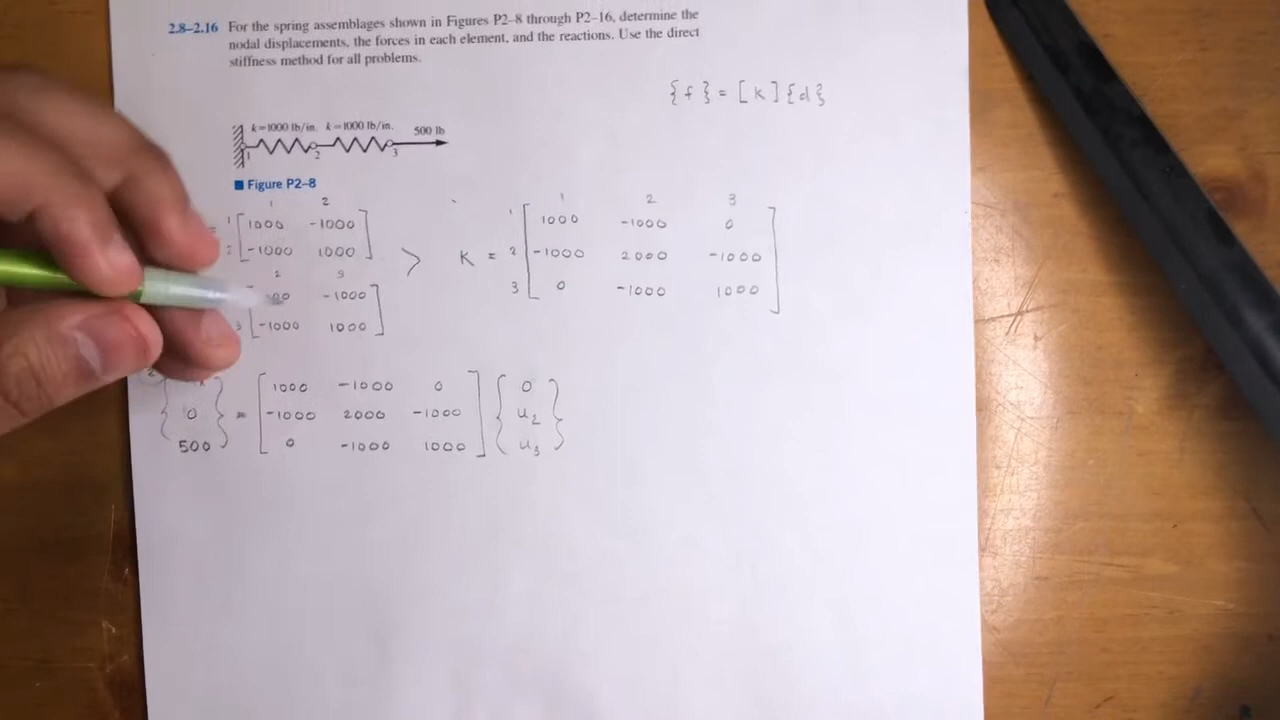 2.8–2.16 For the spring assemblages shown in Figures P2–8 through P2–16, determine the
nodal displacements, the forces in each element, and the reactions. Use the direct
stiffness method for all problems.
{f} = [k]{d}
k = 1000 lb/in. k = 1000 lb/in. 500 lb
1 2 3
■ Figure P2–8
1 2
= 1 [ 1000 -1000 ]
2 [ -1000 1000 ]
2 3
-1000
3 [ -1000 1000 ]
>
1 2 3
1 1000 -1000 0
K = 2 -1000 2000 -1000
3 0 -1000 1000
1000 -1000 0 0
0 = -1000 2000 -1000 u2
500 0 -1000 1000 u3